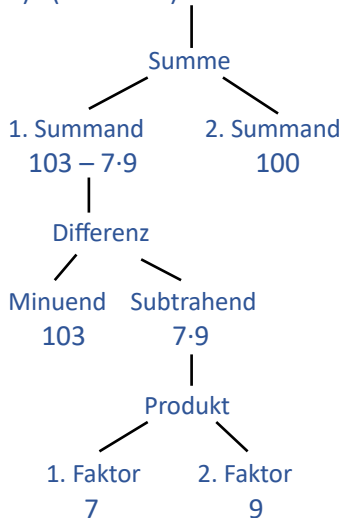 Summe
1. Summand 2. Summand
103 – 7·9 100
Differenz
Minuend Subtrahend
103 7·9
Produkt
1. Faktor 2. Faktor
7 9